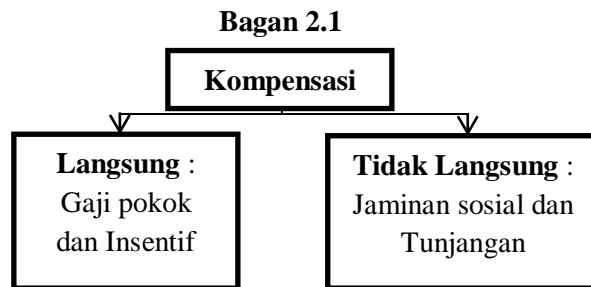 Bagan 2.1
Kompensasi
Langsung :
Gaji pokok
dan Insentif
Tidak Langsung :
Jaminan sosial dan
Tunjangan